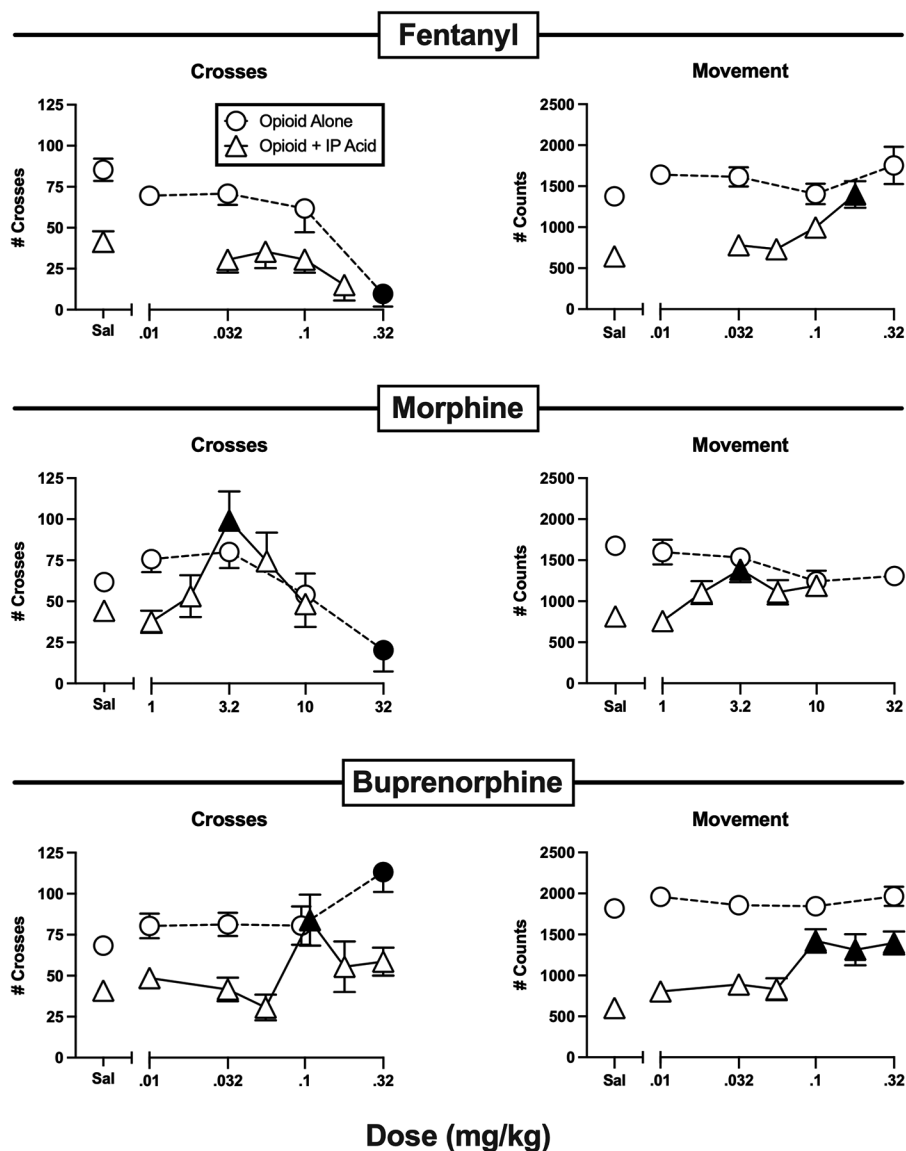 Fentanyl
Crosses
Movement
125
100
75
50
25
0
# Crosses
Opioid Alone
Opioid + IP Acid
Sal
.01
.032
.1
.32
2500
2000
1500
1000
500
0
# Counts
Sal
.01
.032
.1
.32
Morphine
Crosses
Movement
125
100
75
50
25
0
# Crosses
Sal
1
3.2
10
32
2500
2000
1500
1000
500
0
# Counts
Sal
1
3.2
10
32
Buprenorphine
Crosses
Movement
125
100
75
50
25
0
# Crosses
Sal
.01
.032
.1
.32
2500
2000
1500
1000
500
0
# Counts
Sal
.01
.032
.1
.32
Dose (mg/kg)